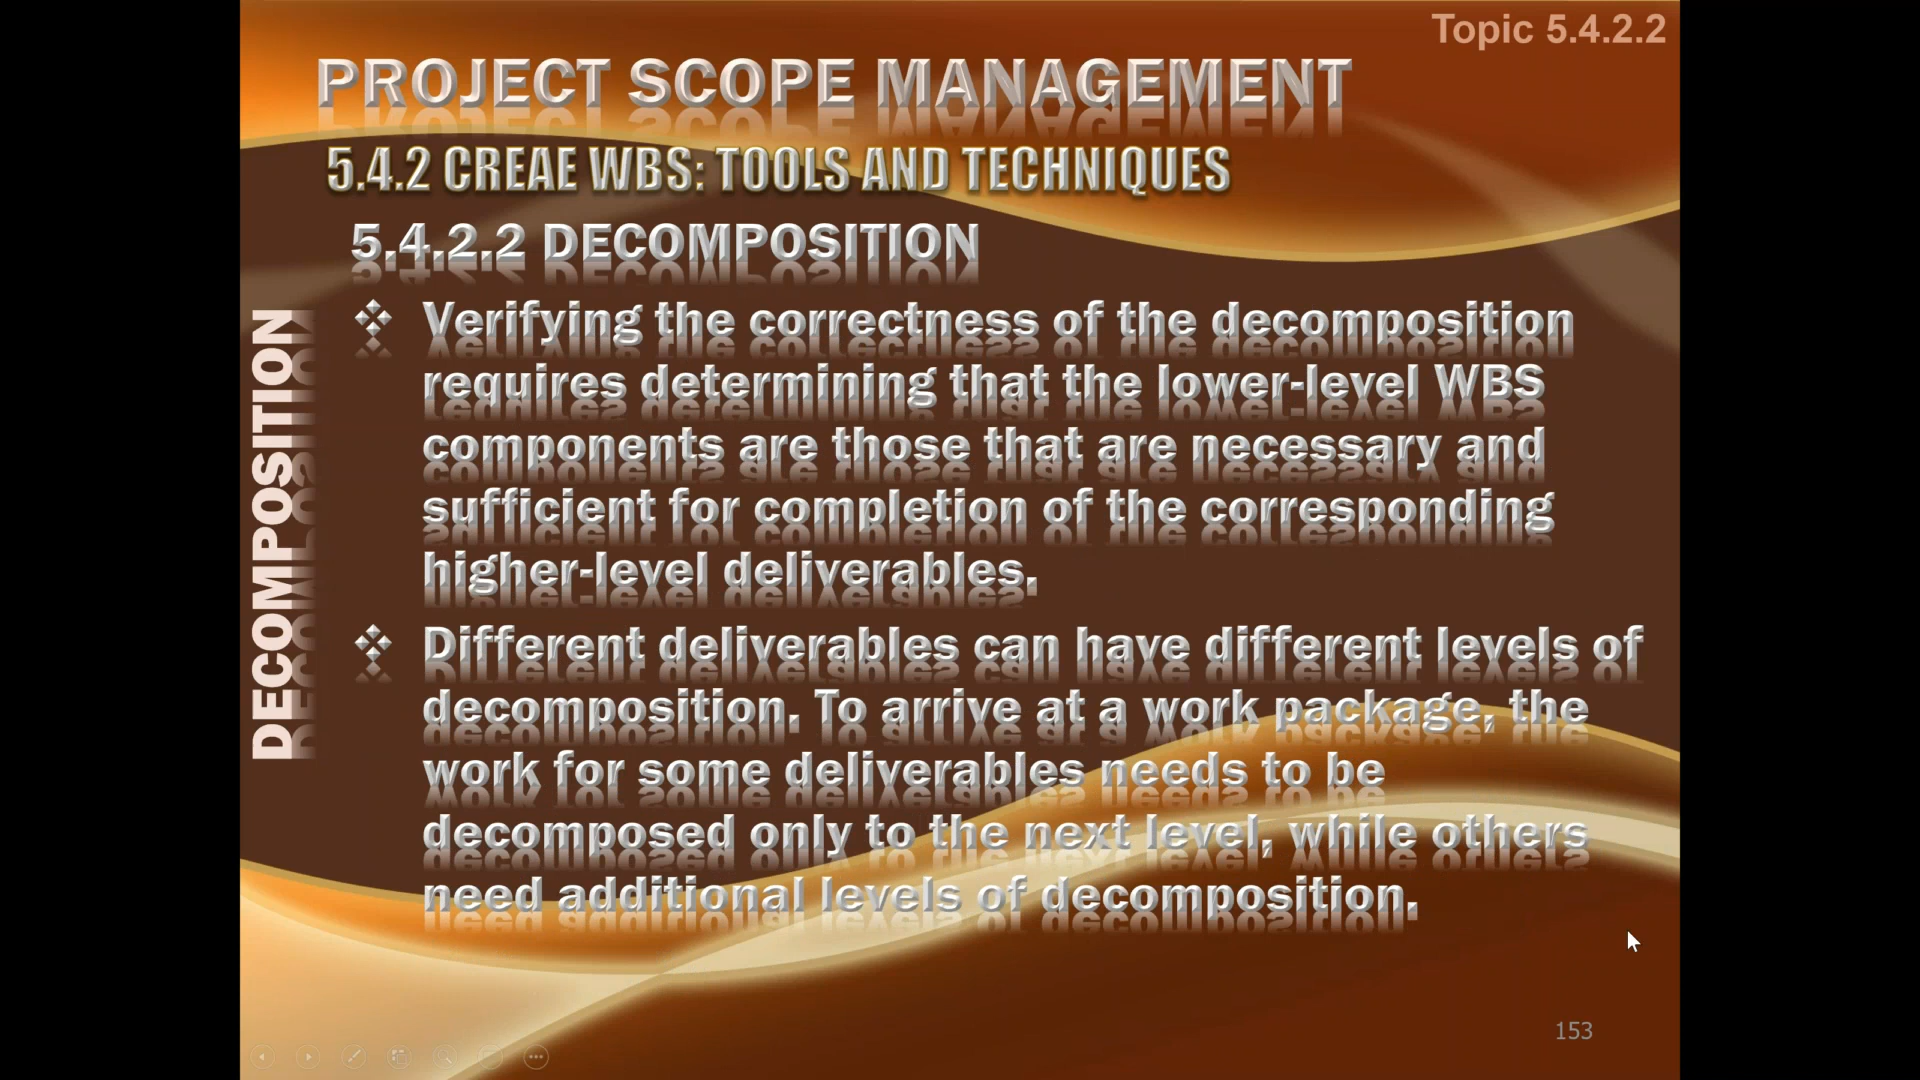 Topic 5.4.2.2
PROJECT SCOPE MANAGEMENT
5.4.2 CREAE WBS: TOOLS AND TECHNIQUES
5.4.2.2 DECOMPOSITION
DECOMPOSITION
❖ Verifying the correctness of the decomposition
requires determining that the lower-level WBS
components are those that are necessary and
sufficient for completion of the corresponding
higher-level deliverables.
❖ Different deliverables can have different levels of
decomposition. To arrive at a work package, the
work for some deliverables needs to be
decomposed only to the next level, while others
need additional levels of decomposition.
153